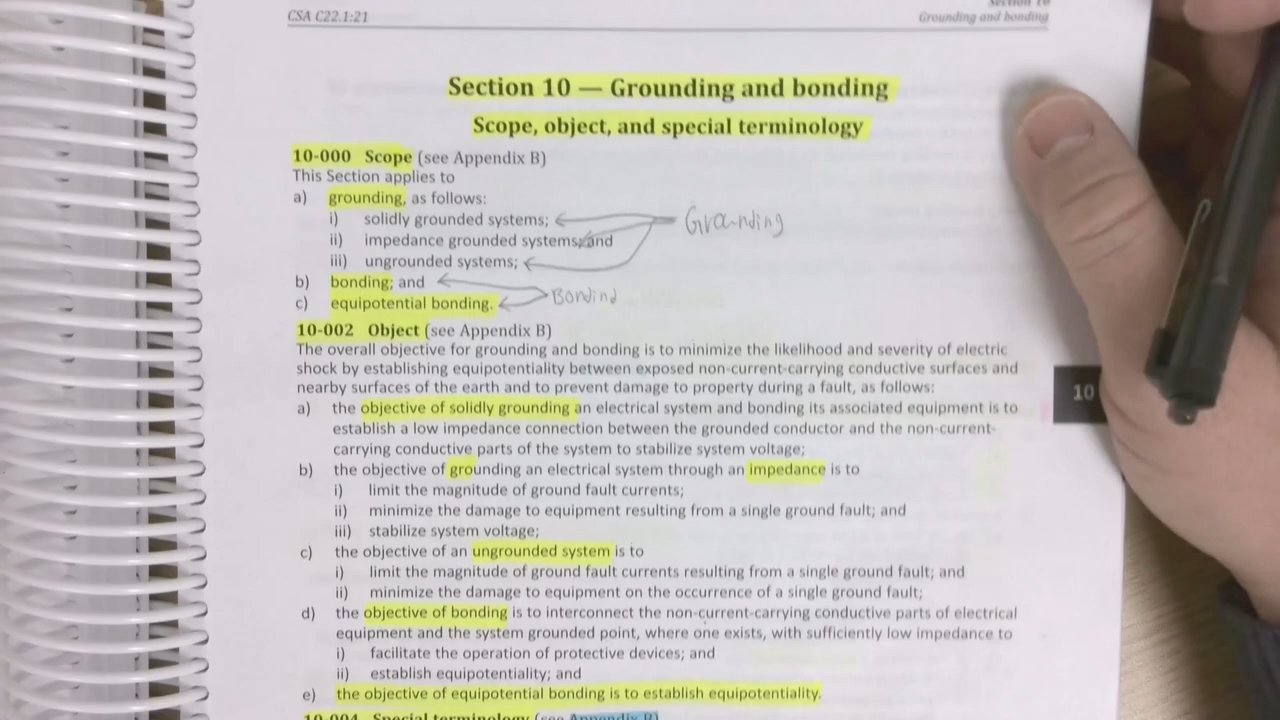 CSA C22.1:21
Section 10
Grounding and bonding
Section 10 — Grounding and bonding
Scope, object, and special terminology
10-000 Scope (see Appendix B)
This Section applies to
a) grounding, as follows:
i) solidly grounded systems;
Grounding
ii) impedance grounded systems; and
iii) ungrounded systems;
b) bonding; and
Bonding
c) equipotential bonding.
10-002 Object (see Appendix B)
The overall objective for grounding and bonding is to minimize the likelihood and severity of electric
shock by establishing equipotentiality between exposed non-current-carrying conductive surfaces and
nearby surfaces of the earth and to prevent damage to property during a fault, as follows:
10
a) the objective of solidly grounding an electrical system and bonding its associated equipment is to
establish a low impedance connection between the grounded conductor and the non-current-
carrying conductive parts of the system to stabilize system voltage;
b) the objective of grounding an electrical system through an impedance is to
i) limit the magnitude of ground fault currents;
ii) minimize the damage to equipment resulting from a single ground fault; and
iii) stabilize system voltage;
c) the objective of an ungrounded system is to
i) limit the magnitude of ground fault currents resulting from a single ground fault; and
ii) minimize the damage to equipment on the occurrence of a single ground fault;
d) the objective of bonding is to interconnect the non-current-carrying conductive parts of electrical
equipment and the system grounded point, where one exists, with sufficiently low impedance to
i) facilitate the operation of protective devices; and
ii) establish equipotentiality; and
e) the objective of equipotential bonding is to establish equipotentiality.
10-004 Special terminology (see Appendix B)